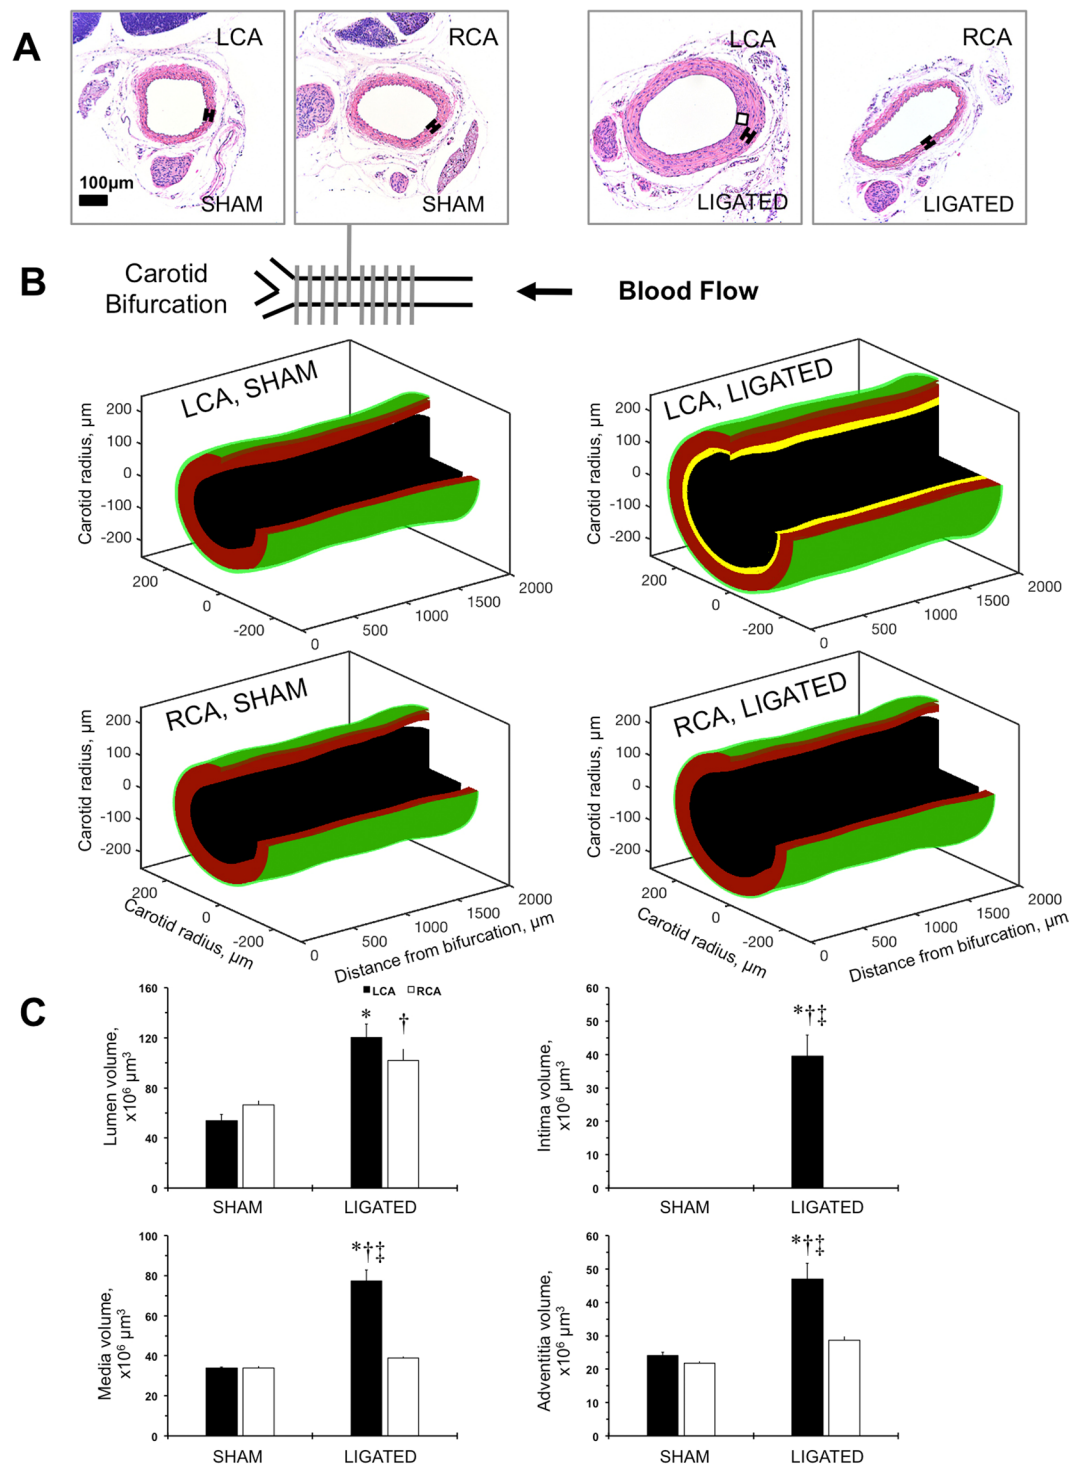 A
LCA
RCA
LCA
RCA
100µm
SHAM
SHAM
LIGATED
LIGATED
B
Carotid
Bifurcation
Blood Flow
LCA, SHAM
Carotid radius, µm
200
100
0
-100
-200
200
0
-200
0
500
1000
1500
2000
LCA, LIGATED
Carotid radius, µm
200
100
0
-100
-200
200
0
-200
0
500
1000
1500
2000
RCA, SHAM
Carotid radius, µm
200
100
0
-100
-200
200
0
-200
Carotid radius, µm
0
500
1000
1500
2000
Distance from bifurcation, µm
RCA, LIGATED
Carotid radius, µm
200
100
0
-100
-200
200
0
-200
Carotid radius, µm
0
500
1000
1500
2000
Distance from bifurcation, µm
C
LCA RCA
Lumen volume,
x10⁶ µm³
160
120
80
40
0
*
†
SHAM
LIGATED
Intima volume,
x10⁶ µm³
60
50
40
30
20
10
0
*†‡
SHAM
LIGATED
Media volume,
x10⁶ µm³
100
80
60
40
20
0
*†‡
SHAM
LIGATED
Adventitia volume,
x10⁶ µm³
60
50
40
30
20
10
0
*†‡
SHAM
LIGATED